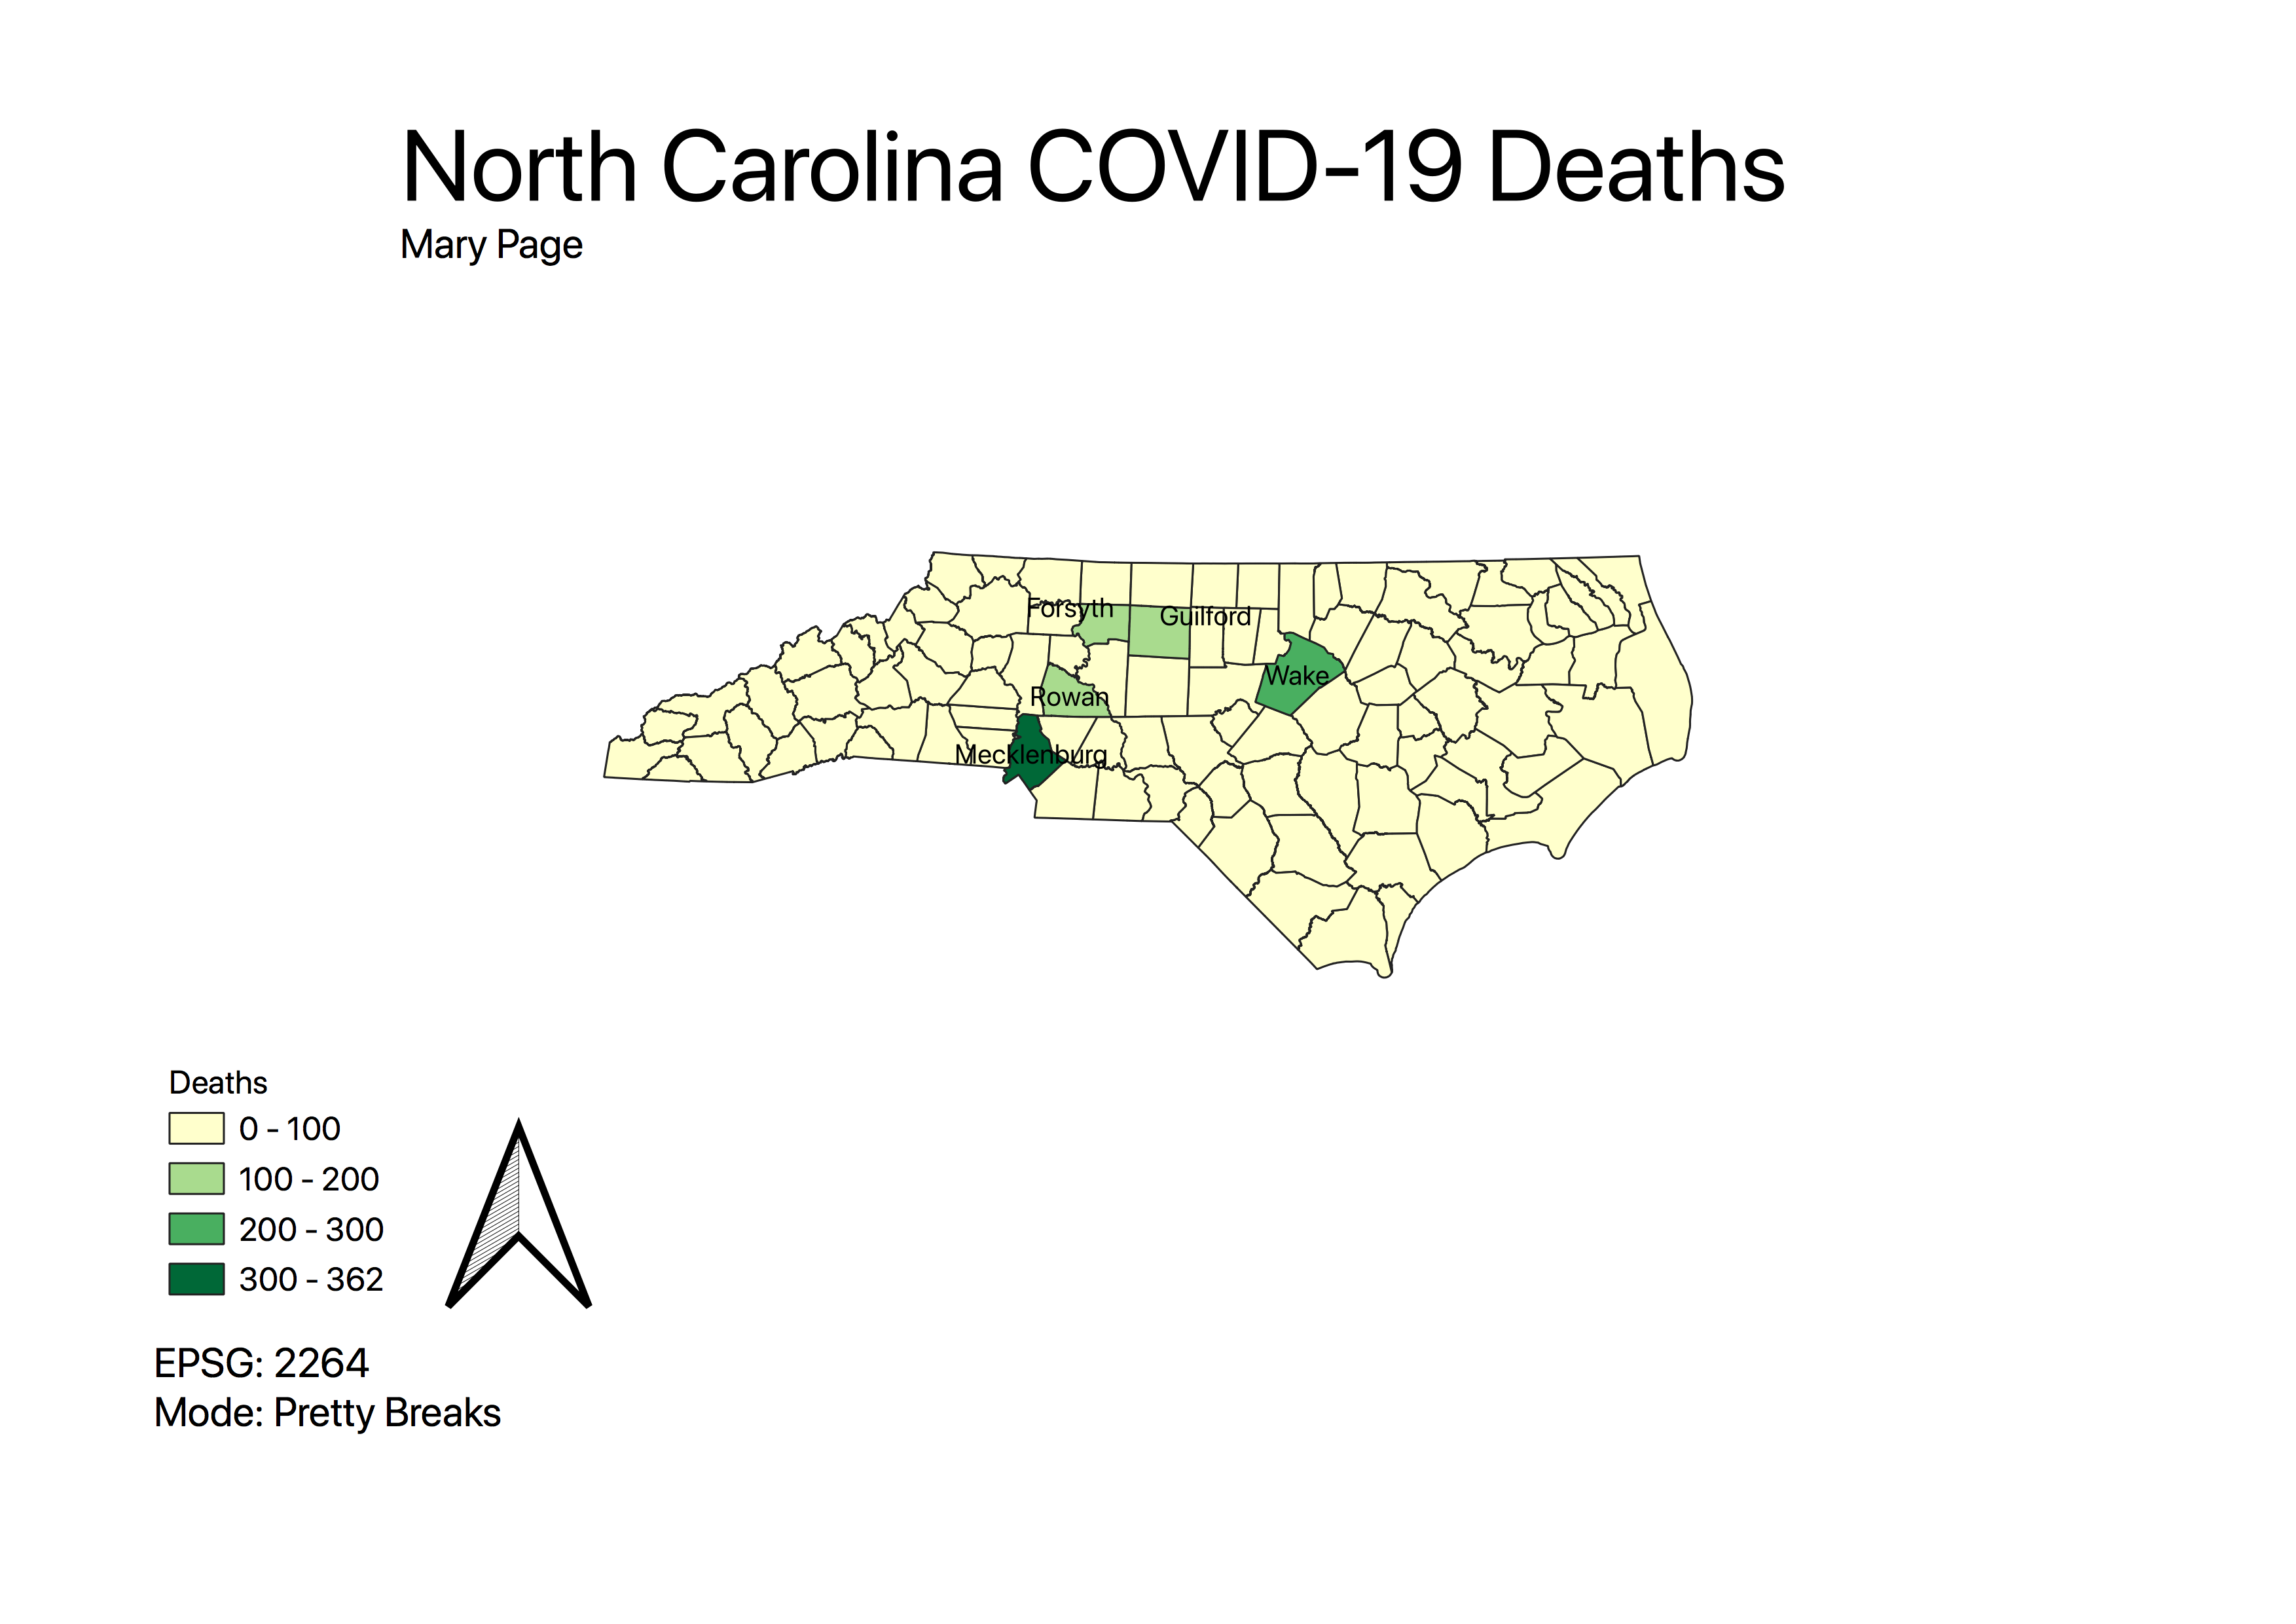 North Carolina COVID-19 Deaths
Mary Page
Forsyth
Guilford
Wake
Rowan
Mecklenburg
Deaths
0 - 100
100 - 200
200 - 300
300 - 362
EPSG: 2264
Mode: Pretty Breaks